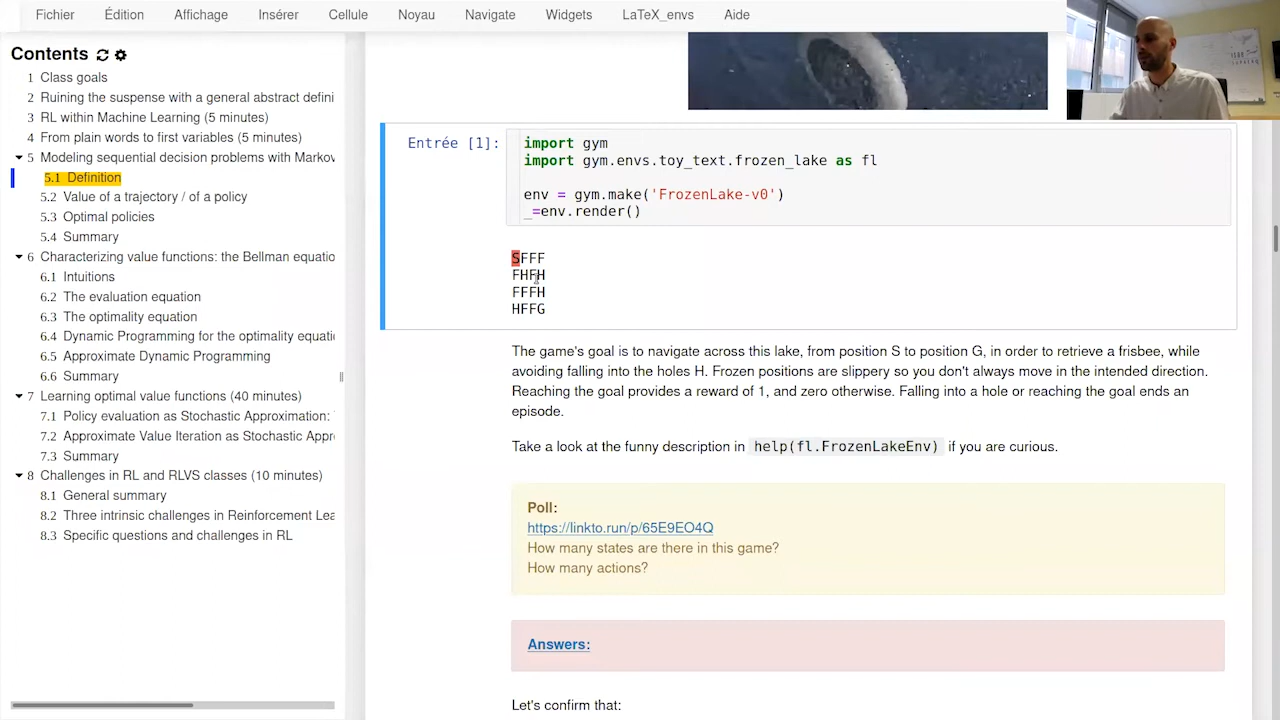 Fichier Édition Affichage Insérer Cellule Noyau Navigate Widgets LaTeX_envs Aide
Contents
1 Class goals
2 Ruining the suspense with a general abstract defini
3 RL within Machine Learning (5 minutes)
4 From plain words to first variables (5 minutes)
5 Modeling sequential decision problems with Markov
5.1 Definition
5.2 Value of a trajectory / of a policy
5.3 Optimal policies
5.4 Summary
6 Characterizing value functions: the Bellman equatio
6.1 Intuitions
6.2 The evaluation equation
6.3 The optimality equation
6.4 Dynamic Programming for the optimality equati
6.5 Approximate Dynamic Programming
6.6 Summary
7 Learning optimal value functions (40 minutes)
7.1 Policy evaluation as Stochastic Approximation:
7.2 Approximate Value Iteration as Stochastic Appr
7.3 Summary
8 Challenges in RL and RLVS classes (10 minutes)
8.1 General summary
8.2 Three intrinsic challenges in Reinforcement Lea
8.3 Specific questions and challenges in RL
Entrée [1]:
import gym
import gym.envs.toy_text.frozen_lake as fl
env = gym.make('FrozenLake-v0')
_=env.render()
SFFF
FHFH
FFFH
HFFG
The game's goal is to navigate across this lake, from position S to position G, in order to retrieve a frisbee, while
avoiding falling into the holes H. Frozen positions are slippery so you don't always move in the intended direction.
Reaching the goal provides a reward of 1, and zero otherwise. Falling into a hole or reaching the goal ends an
episode.
Take a look at the funny description in help(fl.FrozenLakeEnv) if you are curious.
Poll:
https://linkto.run/p/65E9EO4Q
How many states are there in this game?
How many actions?
Answers:
Let's confirm that: